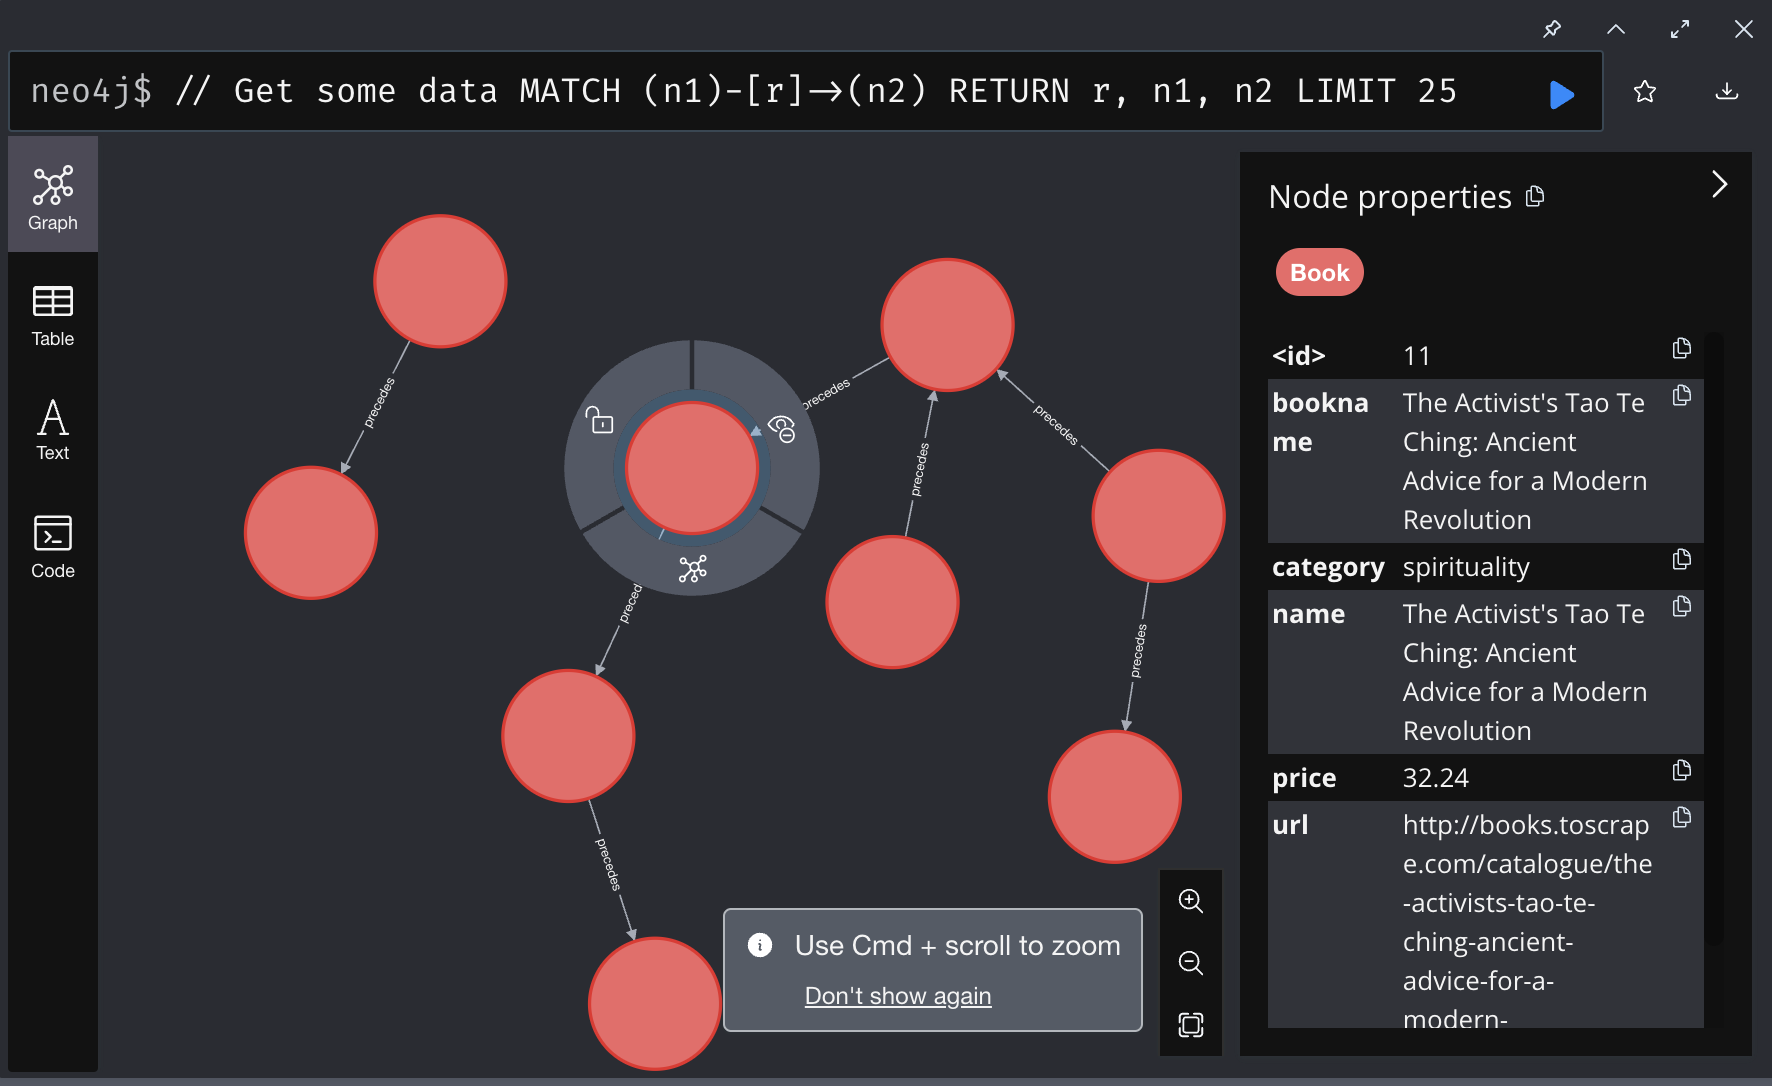 neo4j$ // Get some data MATCH (n1)-[r]->(n2) RETURN r, n1, n2 LIMIT 25
Graph
Table
Text
Code
precedes
precedes
precedes
precedes
preced
precedes
precedes
Use Cmd + scroll to zoom
Don't show again
Node properties
Book
<id> 11
bookna The Activist's Tao Te
me Ching: Ancient
Advice for a Modern
Revolution
category spirituality
name The Activist's Tao Te
Ching: Ancient
Advice for a Modern
Revolution
price 32.24
url http://books.toscrap
e.com/catalogue/the
-activists-tao-te-
ching-ancient-
advice-for-a-
modern-